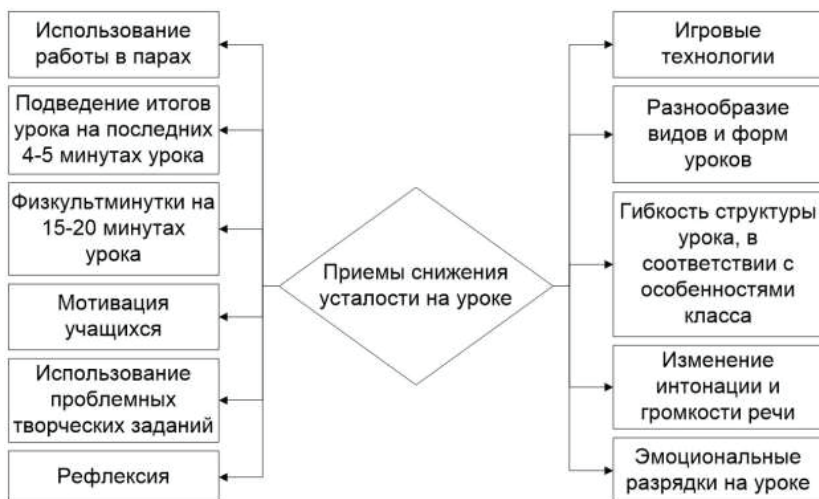 Использование
работы в парах
Подведение итогов
урока на последних
4-5 минутах урока
Физкультминутки на
15-20 минутах
урока
Мотивация
учащихся
Использование
проблемных
творческих заданий
Рефлексия
Приемы снижения
усталости на уроке
Игровые
технологии
Разнообразие
видов и форм
уроков
Гибкость структуры
урока, в
соответствии с
особенностями
класса
Изменение
интонации и
громкости речи
Эмоциональные
разрядки на уроке